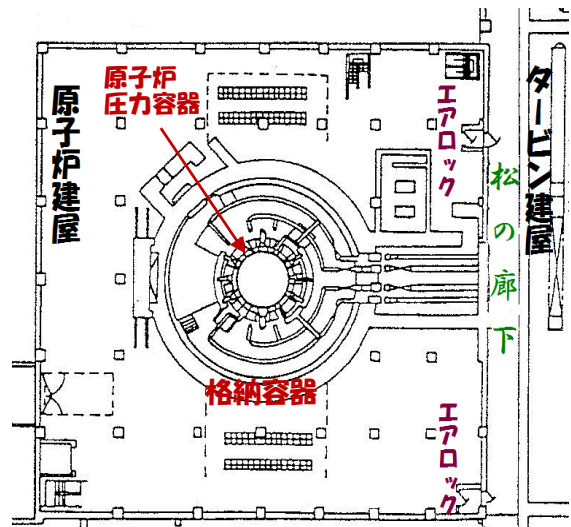 原子炉建屋
原子炉
圧力容器
格納容器
エアロック
エアロック
松の廊下
タービン建屋